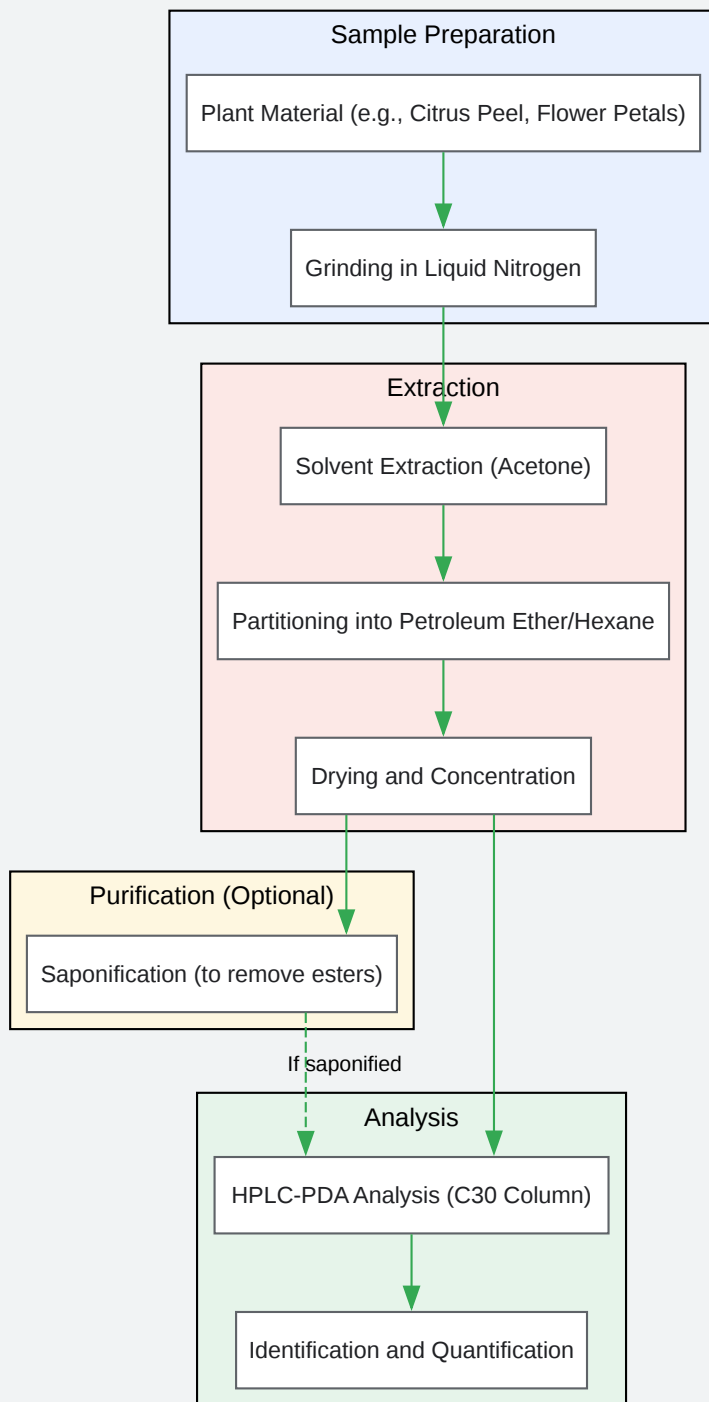 Sample Preparation
Plant Material (e.g., Citrus Peel, Flower Petals)
Grinding in Liquid Nitrogen
Extraction
Solvent Extraction (Acetone)
Partitioning into Petroleum Ether/Hexane
Drying and Concentration
Purification (Optional)
Saponification (to remove esters)
If saponified
Analysis
HPLC-PDA Analysis (C30 Column)
Identification and Quantification